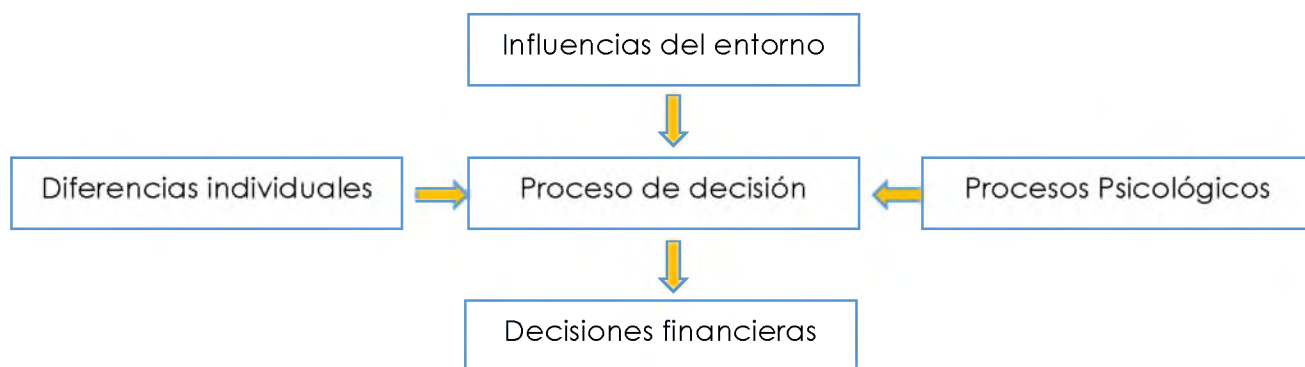 Influencias del entorno
Diferencias individuales
Proceso de decisión
Procesos Psicológicos
Decisiones financieras